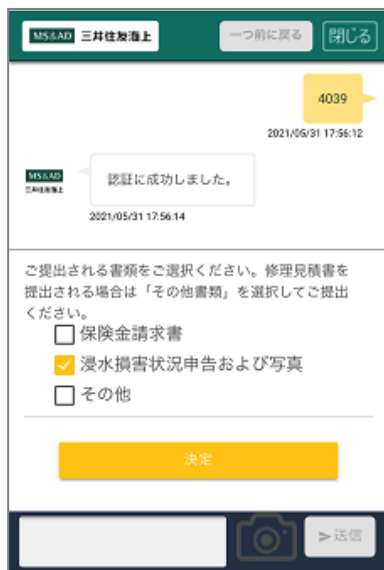 MS&AD 三井住友海上
一つ前に戻る
閉じる
4039
2021/05/31 17:56:12
MS&AD
三井住友海上
認証に成功しました。
2021/05/31 17:56:14
ご提出される書類をご選択ください。修理見積書を
提出される場合は「その他書類」を選択してご提出
ください。
保険金請求書
浸水損害状況申告および写真
その他
決定
送信